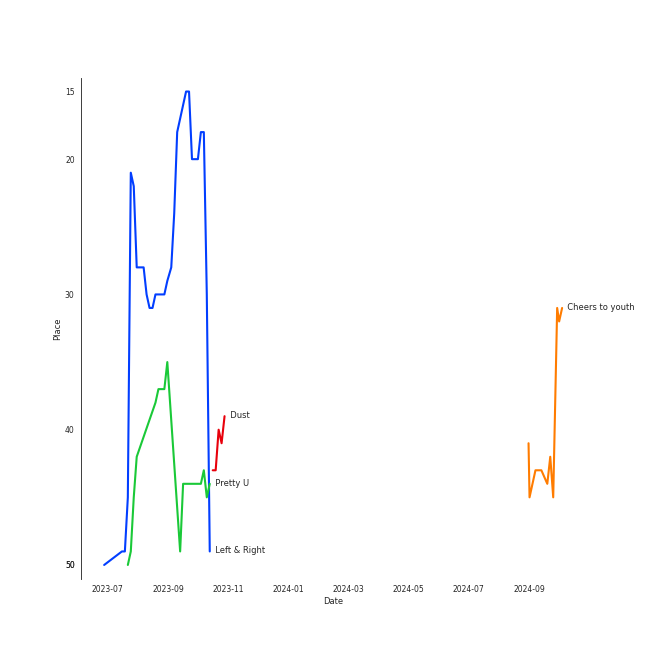 15
20
30
Cheers to youth
Place
Dust
40
Pretty U
Left & Right
50
2023-07 2023-09 2023-11 2024-01 2024-03 2024-05 2024-07 2024-09
Date